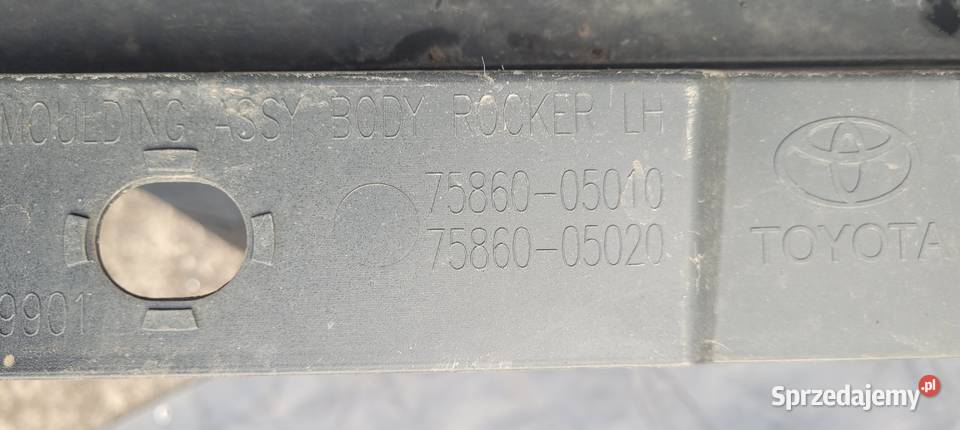 MOULDING ASSY BODY ROCKER LH
75860-05010
75860-05020
TOYOTA
9901
Sprzedajemy.pl